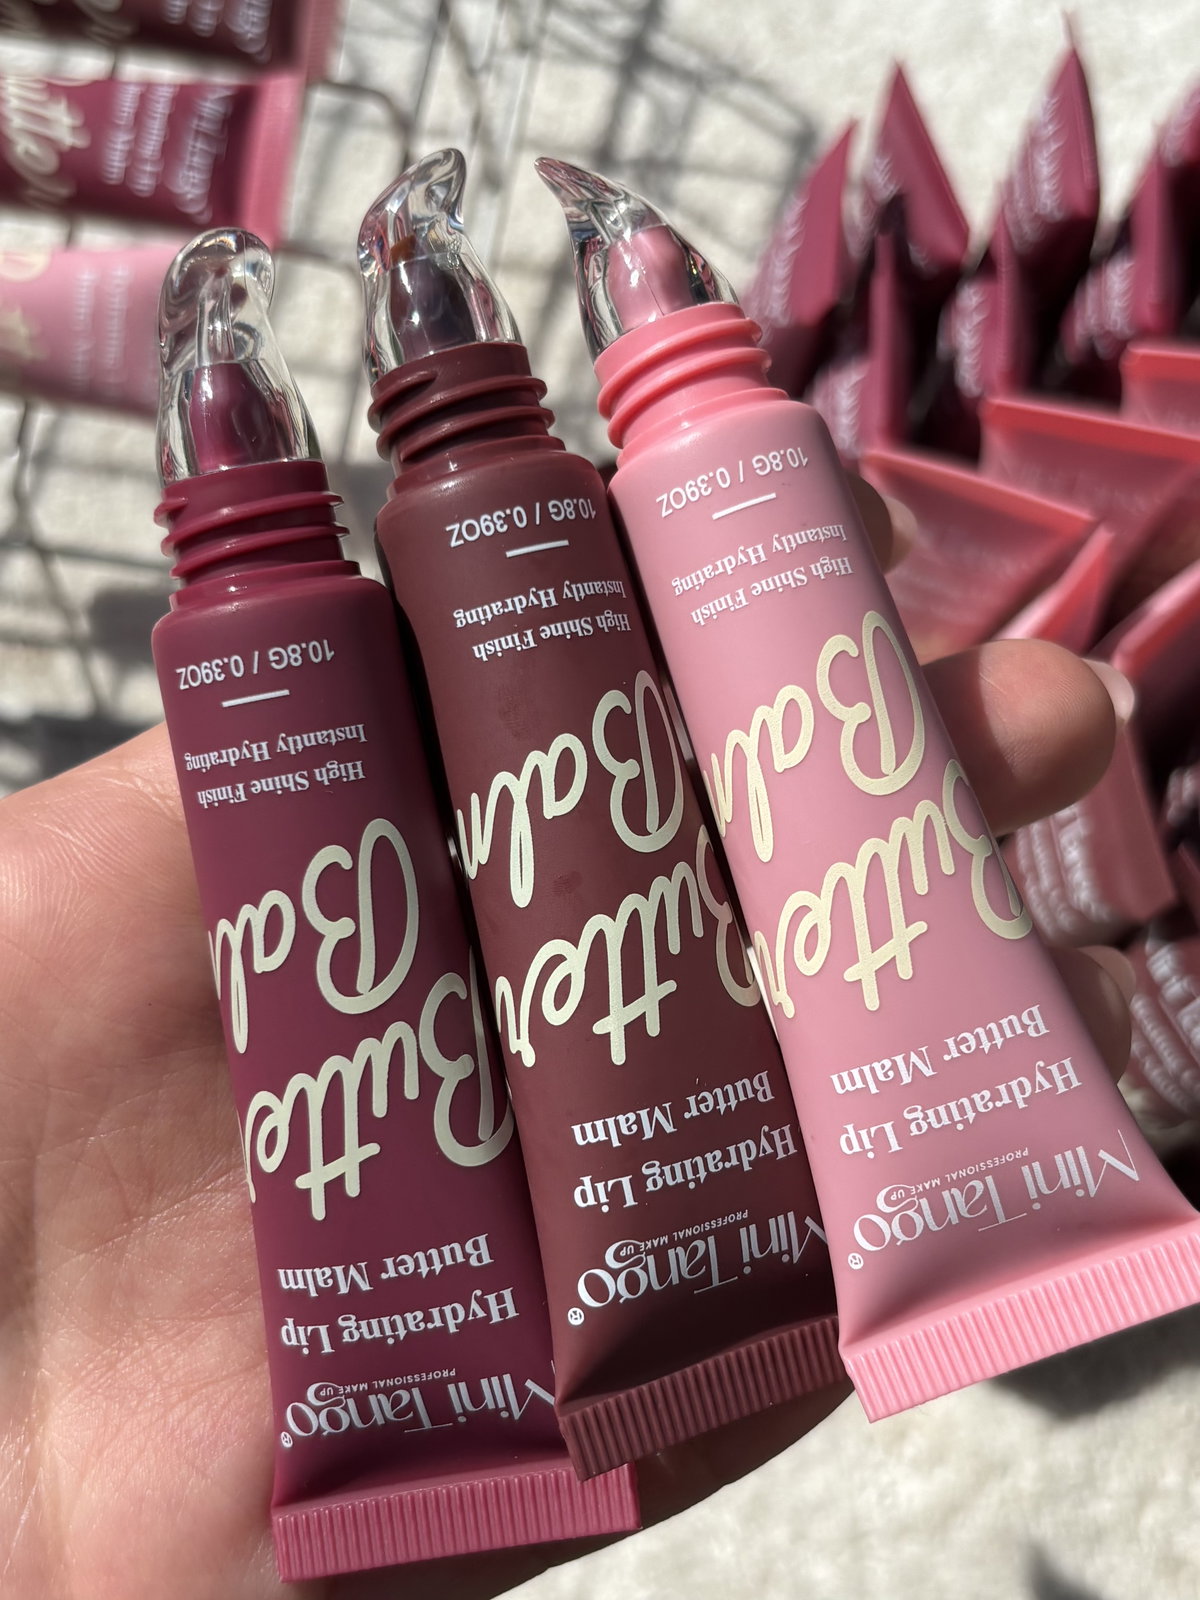 Mini Tango®
PROFESSIONAL MAKE UP
Hydrating Lip
Butter Malm
Butte
Bal
High Shine Finish
Instantly Hydrating
10.8G / 0.39OZ
Mini Tango®
PROFESSIONAL MAKE UP
Hydrating Lip
Butter Malm
Butter
Balm
High Shine Finish
Instantly Hydrating
10.8G / 0.39OZ
Mini Tango®
PROFESSIONAL MAKE UP
Hydrating Lip
Butter Malm
Butter
Balm
High Shine Finish
Instantly Hydrating
10.8G / 0.39OZ